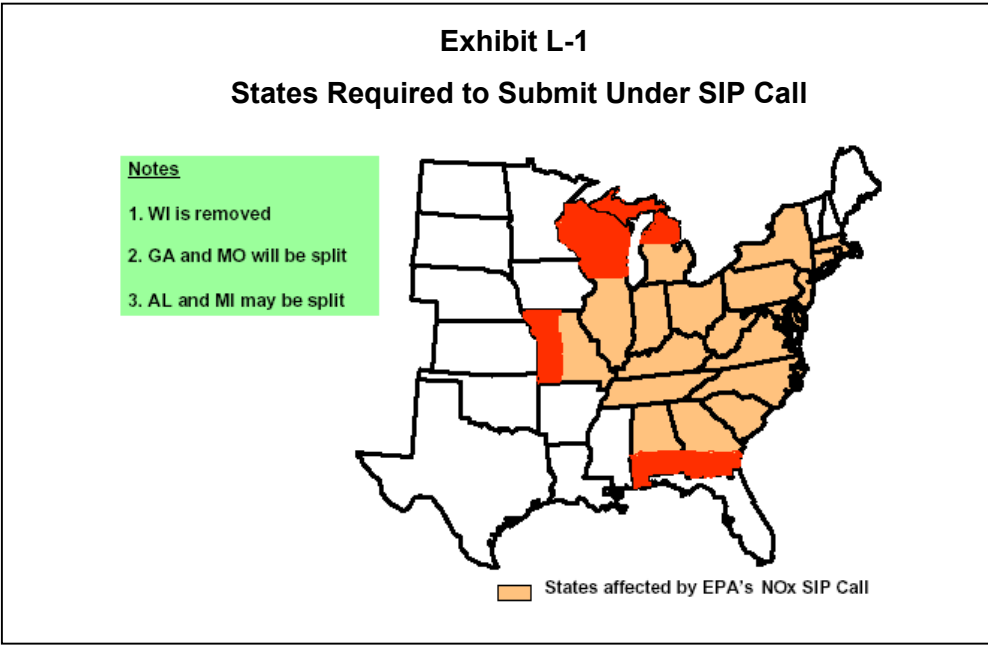 Exhibit L-1
States Required to Submit Under SIP Call
Notes
1. WI is removed
2. GA and MO will be split
3. AL and MI may be split
States affected by EPA's NOx SIP Call